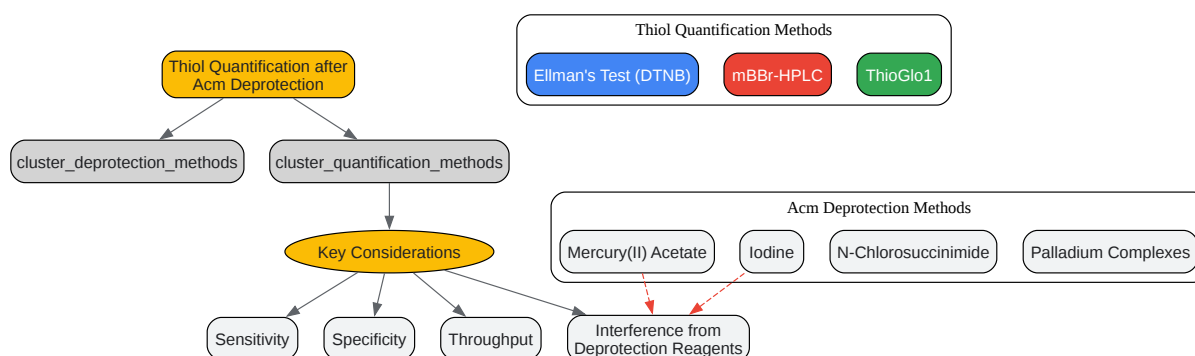 Thiol Quantification Methods
Thiol Quantification after
Acm Deprotection
Ellman's Test (DTNB)
mBBr-HPLC
ThioGlo1
cluster_deprotection_methods
cluster_quantification_methods
Acm Deprotection Methods
Key Considerations
Mercury(II) Acetate
Iodine
N-Chlorosuccinimide
Palladium Complexes
Sensitivity
Specificity
Throughput
Interference from
Deprotection Reagents